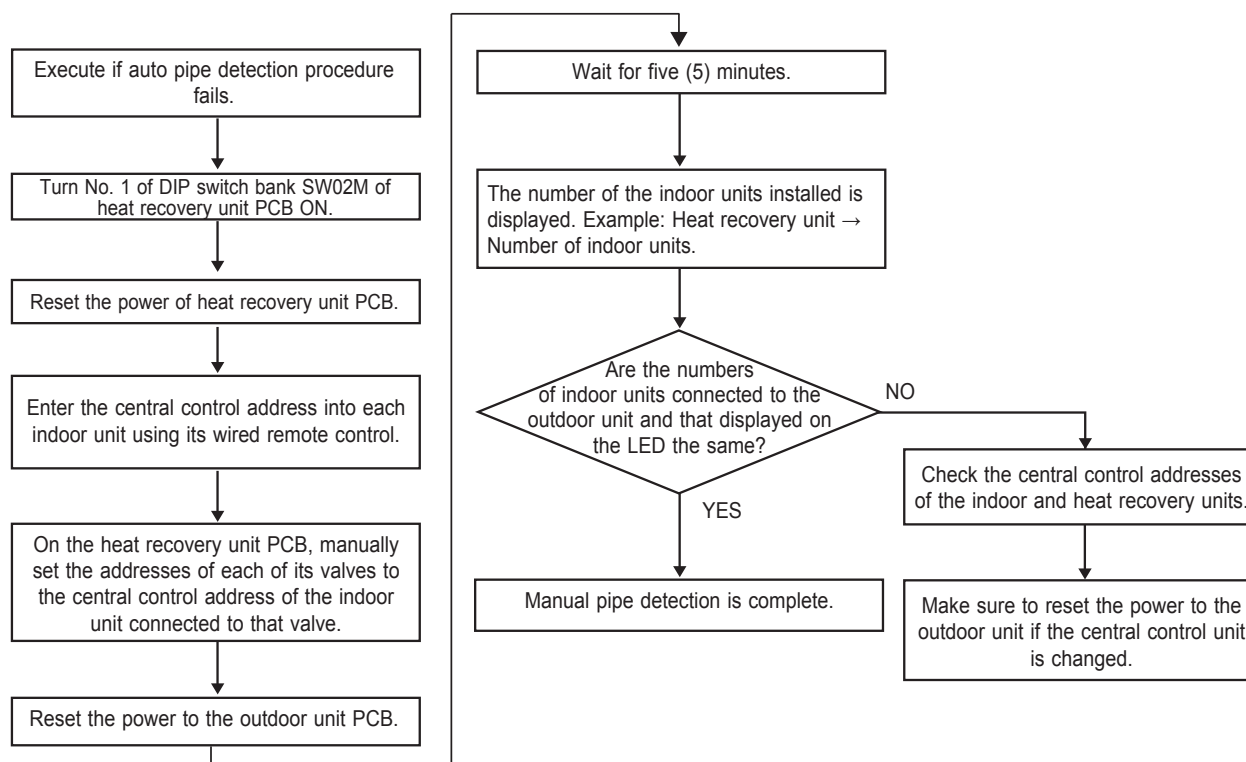 Execute if auto pipe detection procedure
fails.
Turn No. 1 of DIP switch bank SW02M of
heat recovery unit PCB ON.
Reset the power of heat recovery unit PCB.
Enter the central control address into each
indoor unit using its wired remote control.
On the heat recovery unit PCB, manually
set the addresses of each of its valves to
the central control address of the indoor
unit connected to that valve.
Reset the power to the outdoor unit PCB.
Wait for five (5) minutes.
The number of the indoor units installed is
displayed. Example: Heat recovery unit →
Number of indoor units.
Are the numbers
of indoor units connected to the
outdoor unit and that displayed on
the LED the same?
NO
YES
Manual pipe detection is complete.
Check the central control addresses
of the indoor and heat recovery units.
Make sure to reset the power to the
outdoor unit if the central control unit
is changed.